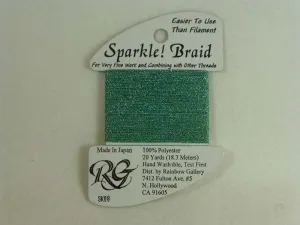 Easier To Use
Than Filament
Sparkle! Braid
For Very Fine Work and Combining with Other Threads
Made In Japan
RG
SK69
100% Polyester
20 Yards (18.3 Meters)
Hand Washable, Test First
Dist. by Rainbow Gallery
7412 Fulton Ave, #5
N. Hollywood
CA 91605